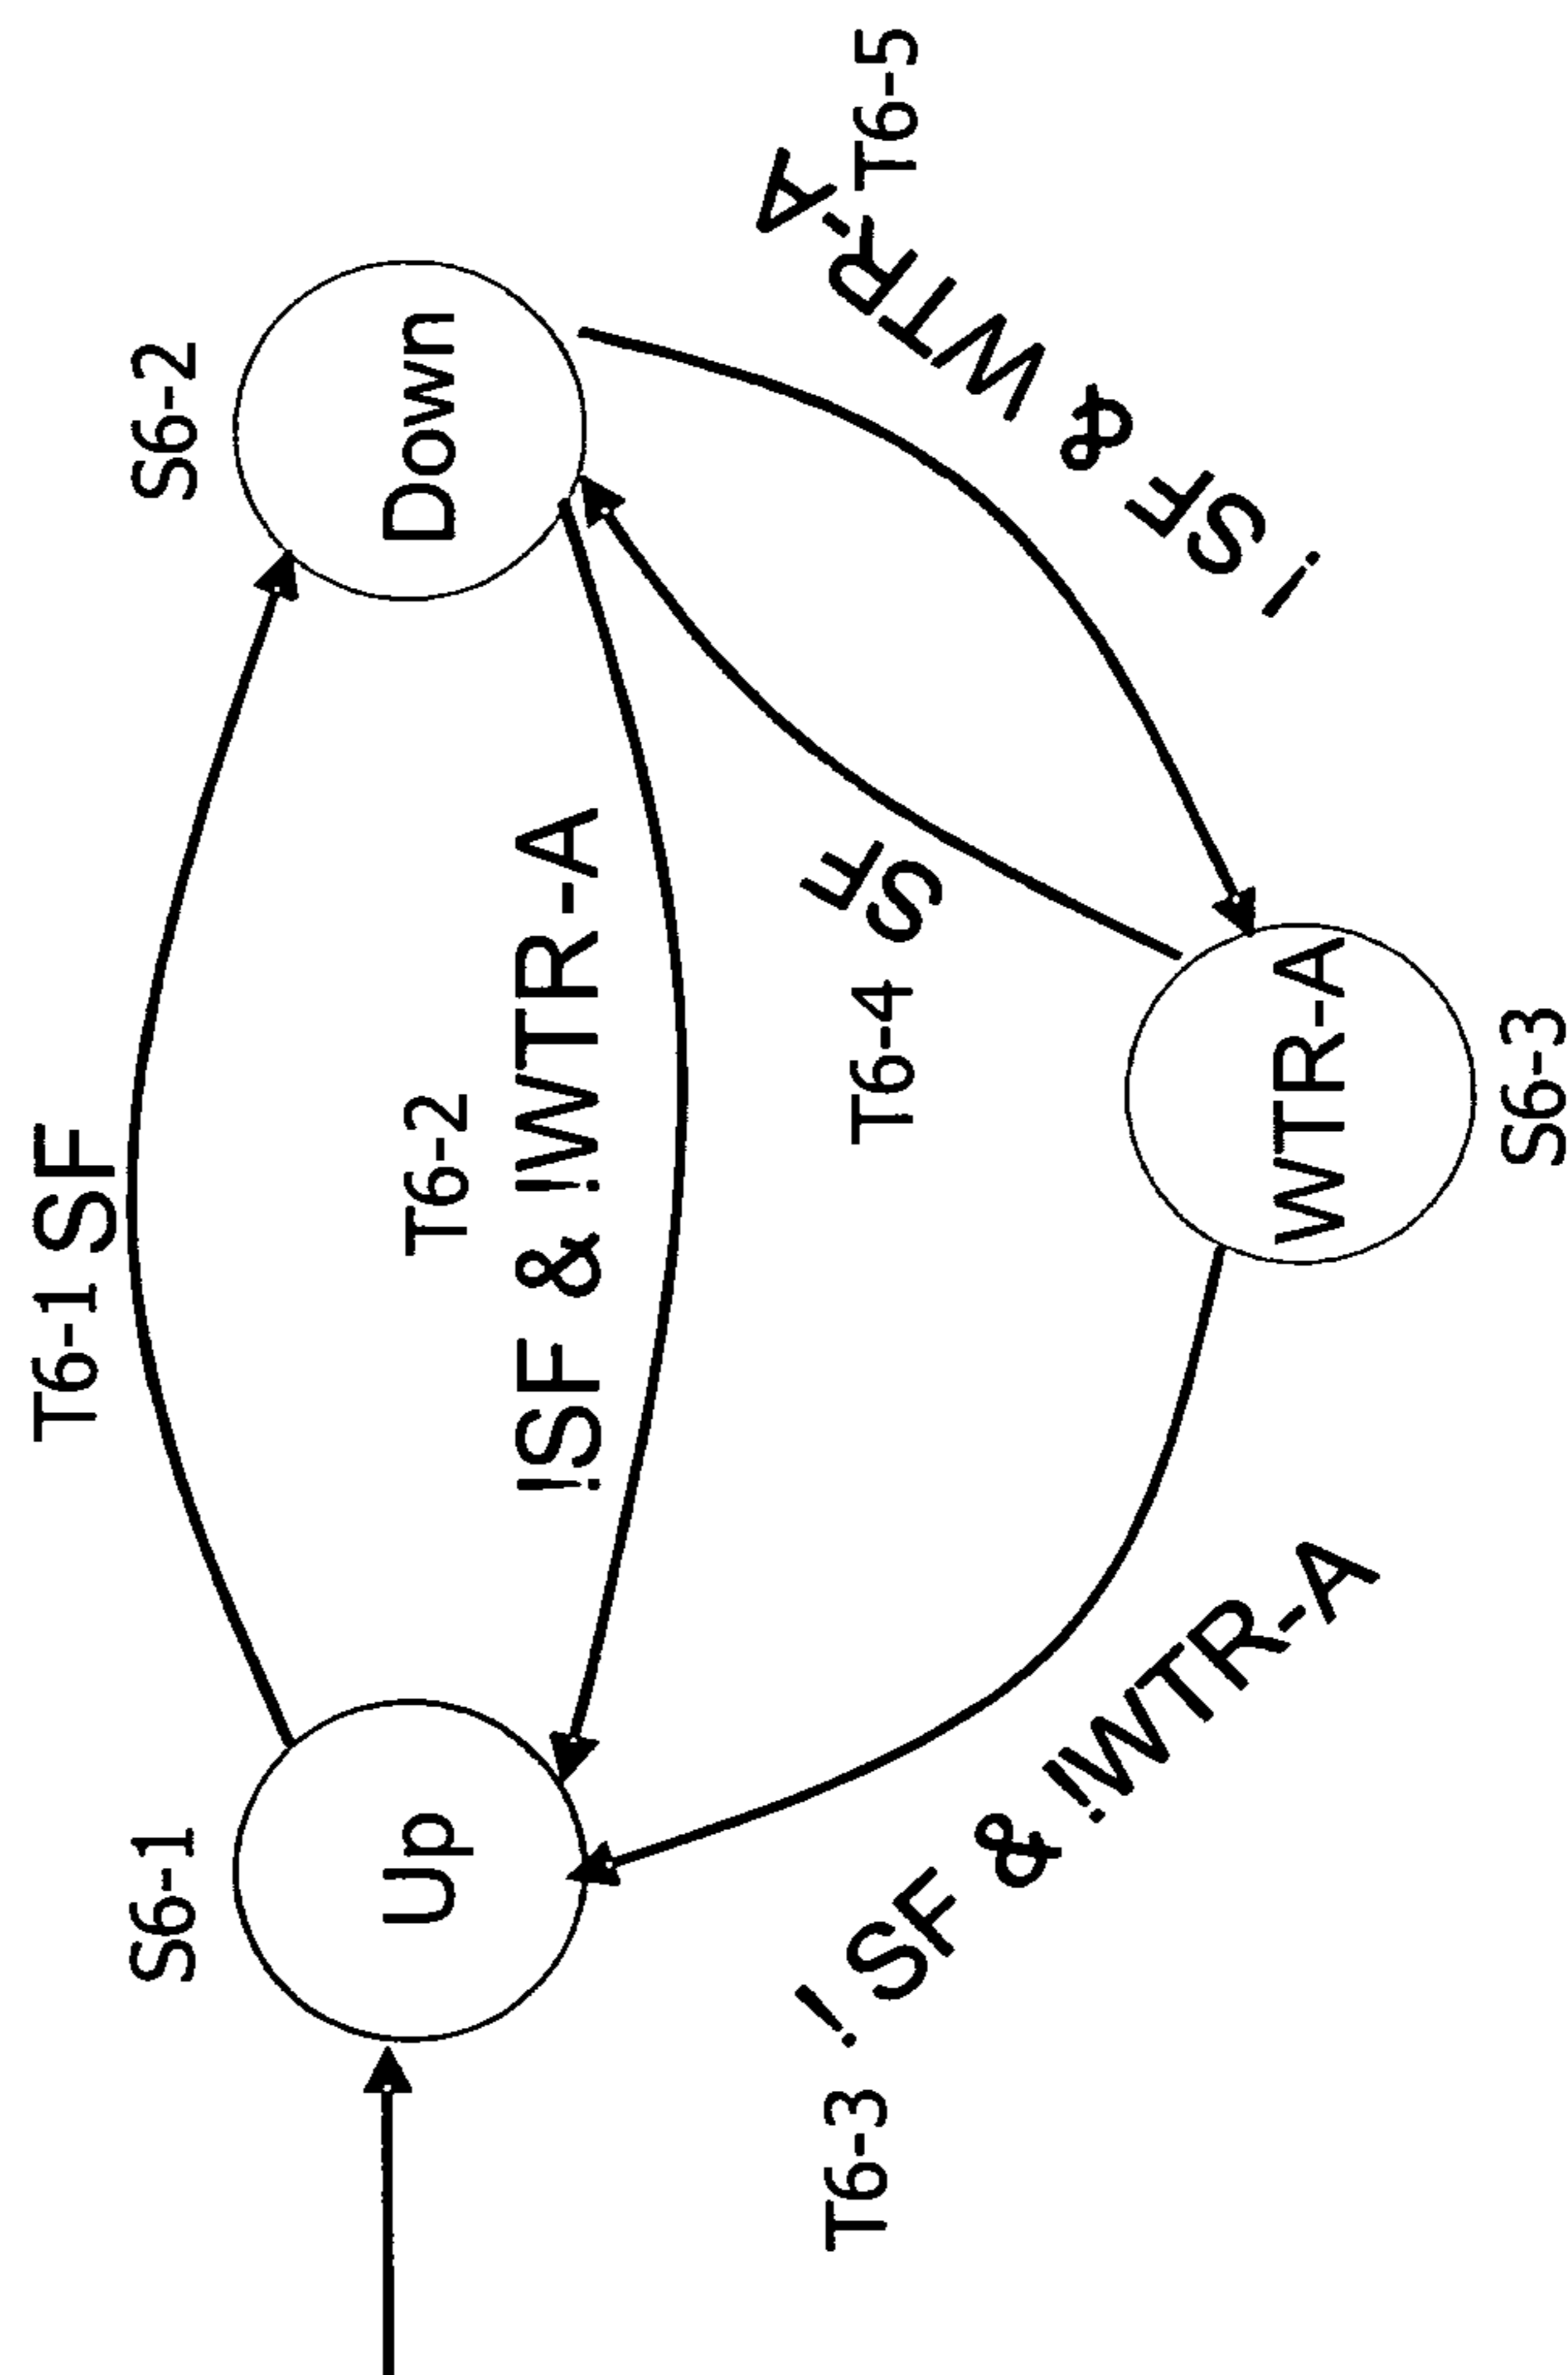 T6-1 SF
S6-1
S6-2
Up
Down
T6-2
!SF & !WTR-A
T6-3 ! SF & !WTR-A
T6-4 SF
! SF & WTR-A T6-5
WTR-A
S6-3